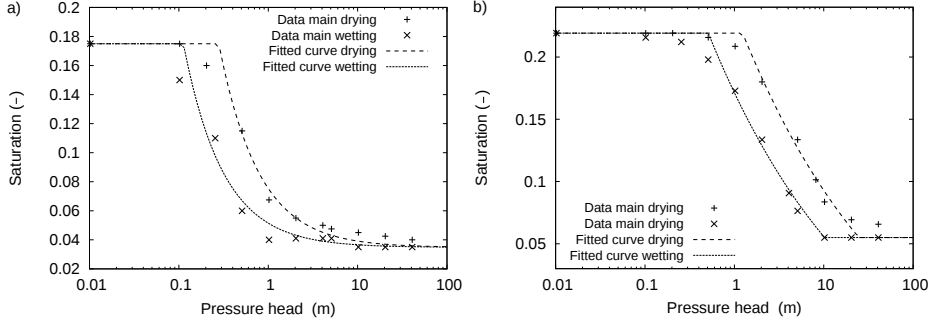 a)
Data main drying
Data main wetting
Fitted curve drying
Fitted curve wetting
0.2
0.18
0.16
0.14
0.12
0.1
0.08
0.06
0.04
0.02
Saturation (−)
0.01 0.1 1 10 100
Pressure head (m)
b)
0.2
0.15
0.1
0.05
Saturation (−)
Data main drying
Data main wetting
Fitted curve drying
Fitted curve wetting
0.01 0.1 1 10 100
Pressure head (m)